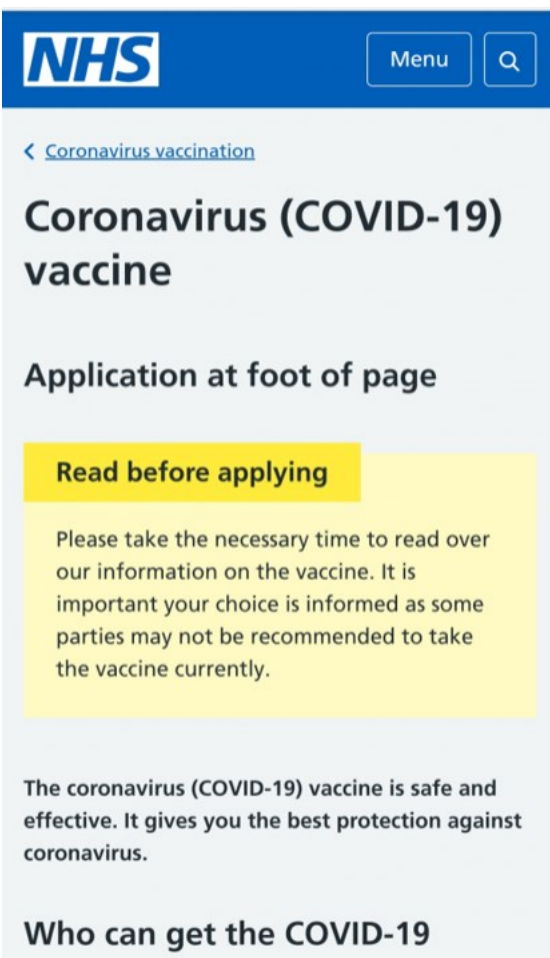 NHS
Menu
Coronavirus vaccination
Coronavirus (COVID-19)
vaccine
Application at foot of page
Read before applying
Please take the necessary time to read over
our information on the vaccine. It is
important your choice is informed as some
parties may not be recommended to take
the vaccine currently.
The coronavirus (COVID-19) vaccine is safe and
effective. It gives you the best protection against
coronavirus.
Who can get the COVID-19